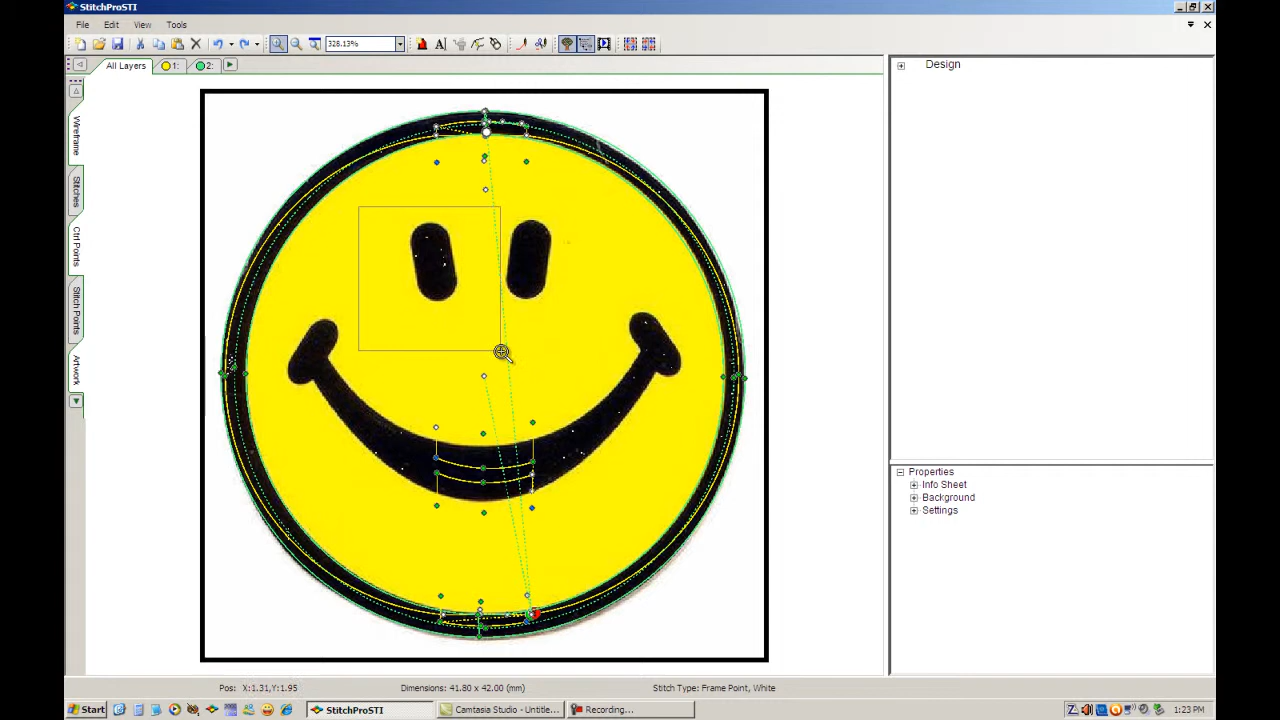 StitchProSTI
File Edit View Tools
328.13%
All Layers 1: 2:
Wireframe
Stitches
Ctrl Points
Stitch Points
Artwork
Design
Properties
Info Sheet
Background
Settings
Pos: X:1.31,Y:1.95 Dimensions: 41.80 x 42.00 (mm) Stitch Type: Frame Point, White
Start StitchProSTI Camtasia Studio - Untitle... Recording... 1:23 PM